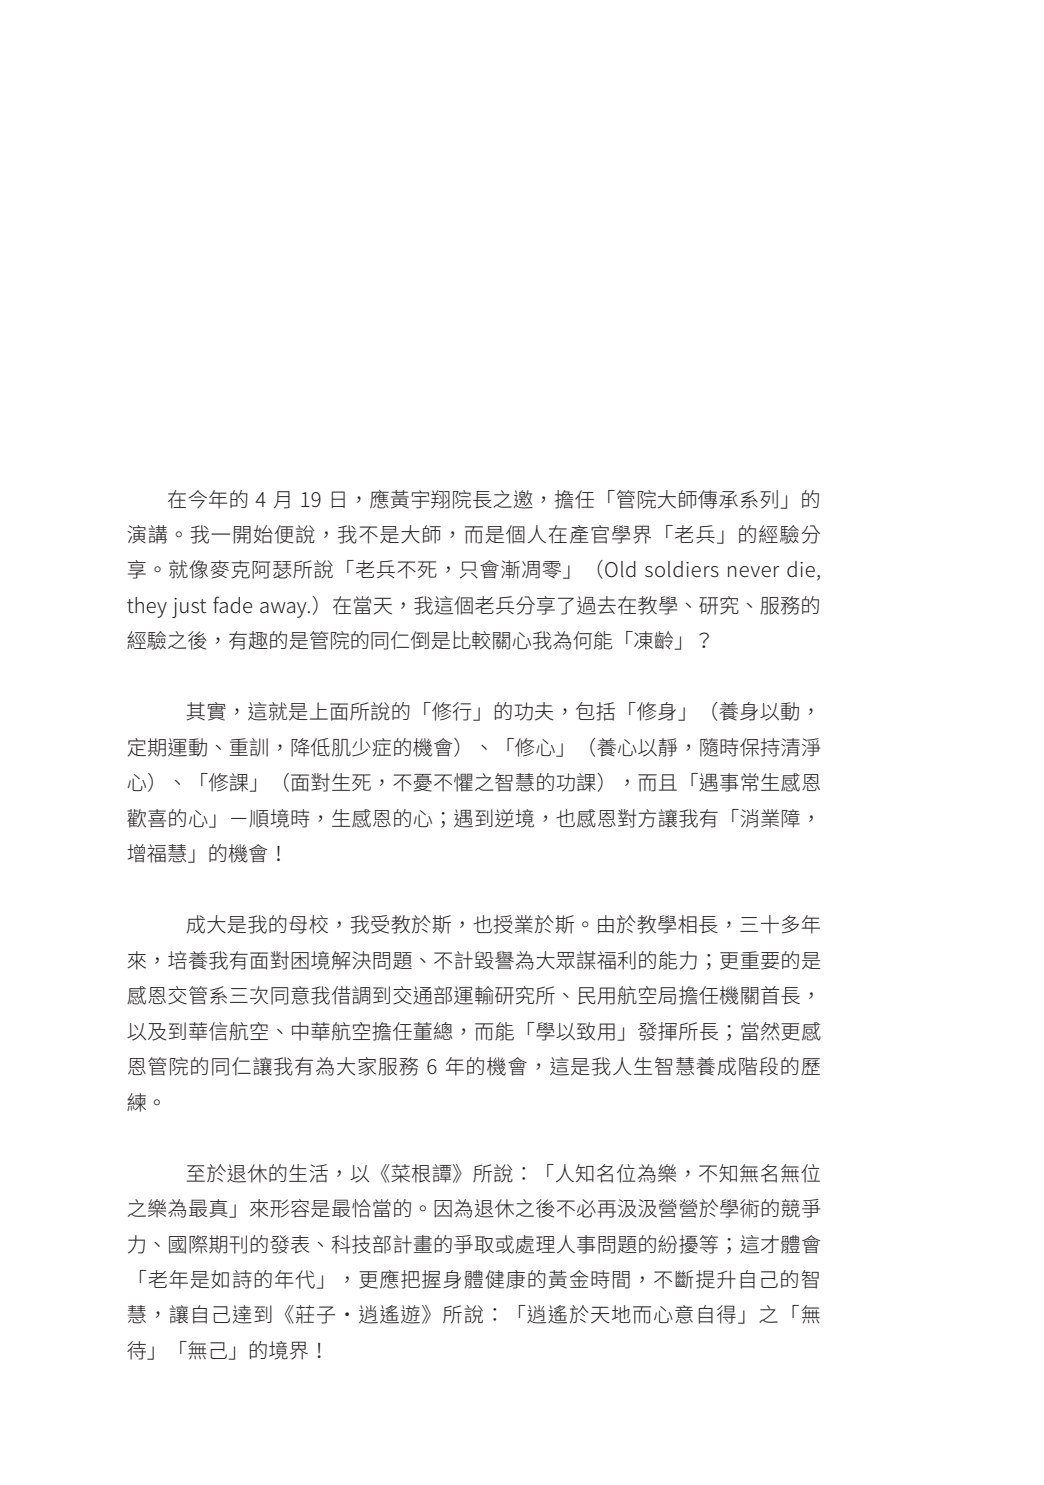 在今年的 4 月 19 日，應黃宇翔院長之邀，擔任「管院大師傳承系列」的
演講。我一開始便說，我不是大師，而是個人在產官學界「老兵」的經驗分
享。就像麥克阿瑟所說「老兵不死，只會漸凋零」（Old soldiers never die,
they just fade away.）在當天，我這個老兵分享了過去在教學、研究、服務的
經驗之後，有趣的是管院的同仁倒是比較關心我為何能「凍齡」？
其實，這就是上面所說的「修行」的功夫，包括「修身」（養身以動，
定期運動、重訓，降低肌少症的機會）、「修心」（養心以靜，隨時保持清淨
心）、「修課」（面對生死，不憂不懼之智慧的功課），而且「遇事常生感恩
歡喜的心」－順境時，生感恩的心；遇到逆境，也感恩對方讓我有「消業障，
增福慧」的機會！
成大是我的母校，我受教於斯，也授業於斯。由於教學相長，三十多年
來，培養我有面對困境解決問題、不計毀譽為大眾謀福利的能力；更重要的是
感恩交管系三次同意我借調到交通部運輸研究所、民用航空局擔任機關首長，
以及到華信航空、中華航空擔任董總，而能「學以致用」發揮所長；當然更感
恩管院的同仁讓我有為大家服務 6 年的機會，這是我人生智慧養成階段的歷
練。
至於退休的生活，以《菜根譚》所說：「人知名位為樂，不知無名無位
之樂為最真」來形容是最恰當的。因為退休之後不必再汲汲營營於學術的競爭
力、國際期刊的發表、科技部計畫的爭取或處理人事問題的紛擾等；這才體會
「老年是如詩的年代」，更應把握身體健康的黃金時間，不斷提升自己的智
慧，讓自己達到《莊子・逍遙遊》所說：「逍遙於天地而心意自得」之「無
待」「無己」的境界！